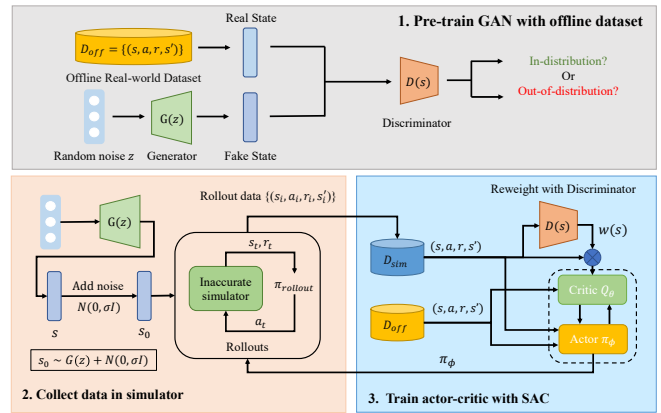 1. Pre-train GAN with offline dataset
Real State
D_off = {(s, a, r, s′)}
Offline Real-world Dataset
D(s)
In-distribution?
Or
Out-of-distribution?
G(z)
Discriminator
Random noise z
Generator
Fake State
Rollout data {(s_i, a_i, r_i, s′_i)}
G(z)
s_t, r_t
Inaccurate
simulator
π_rollout
a_t
Add noise
N(0, σI)
s
s_0
Rollouts
s_0 ~ G(z) + N(0, σI)
2. Collect data in simulator
Reweight with Discriminator
D(s)
w(s)
(s, a, r, s′)
D_sim
Critic Q_θ
(s, a, r, s′)
D_off
Actor π_ϕ
π_ϕ
3. Train actor-critic with SAC